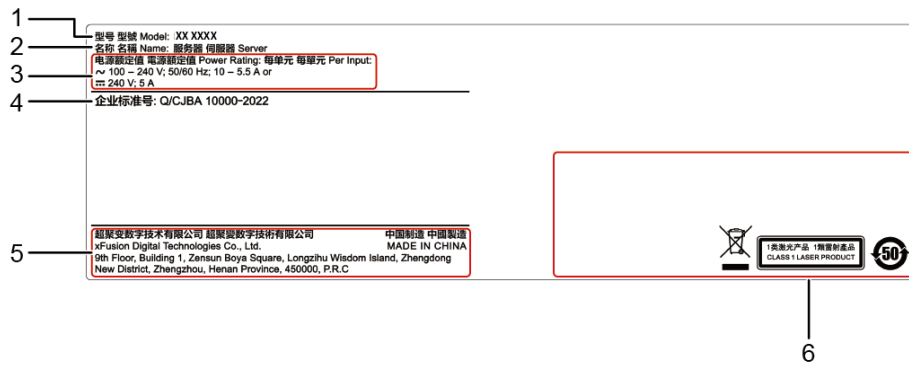 1
型号 型號 Model: XX XXXX
2
名称 名稱 Name: 服务器 伺服器 Server
3
电源额定值 電源額定值 Power Rating: 每单元 每單元 Per Input:
～ 100 – 240 V; 50/60 Hz; 10 – 5.5 A or
⎓ 240 V; 5 A
4
企业标准号: Q/CJBA 10000-2022
5
超聚变数字技术有限公司 超聚變數字技術有限公司 中国制造 中國製造
xFusion Digital Technologies Co., Ltd. MADE IN CHINA
9th Floor, Building 1, Zensun Boya Square, Longzihu Wisdom Island, Zhengdong
New District, Zhengzhou, Henan Province, 450000, P.R.C
1类激光产品 1類雷射產品
CLASS 1 LASER PRODUCT
50
6